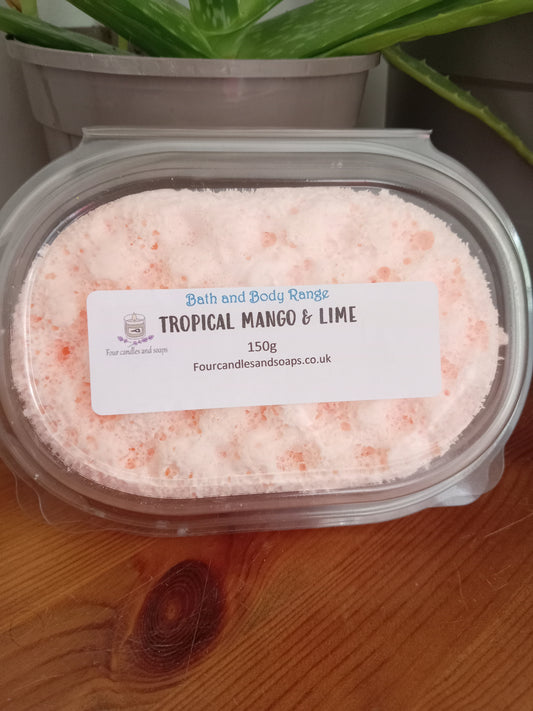 Bath and Body Range
TROPICAL MANGO & LIME
150g
Fourcandlesandsoaps.co.uk
Four candles and soaps